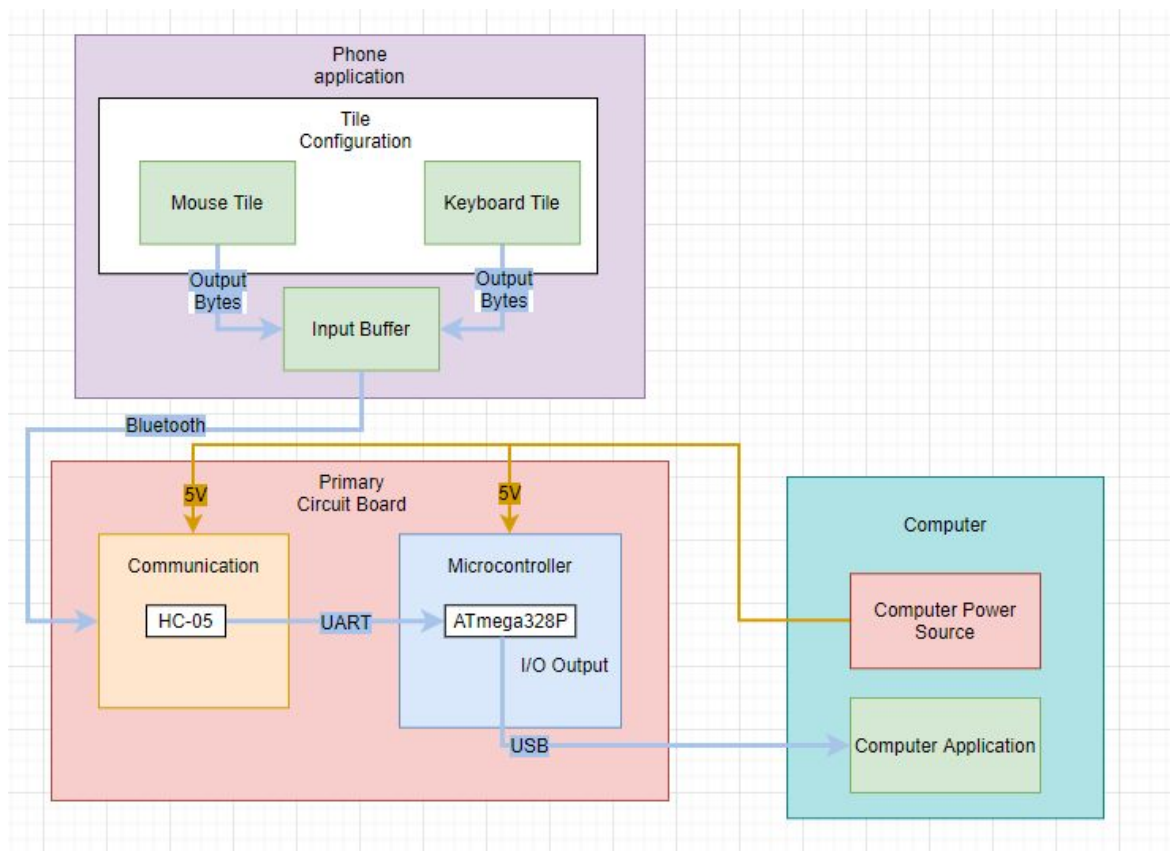 Phone
application
Tile
Configuration
Mouse Tile
Keyboard Tile
Output
Bytes
Output
Bytes
Input Buffer
Bluetooth
Primary
Circuit Board
5V
5V
Computer
Communication
Microcontroller
HC-05
UART
ATmega328P
Computer Power
Source
I/O Output
USB
Computer Application